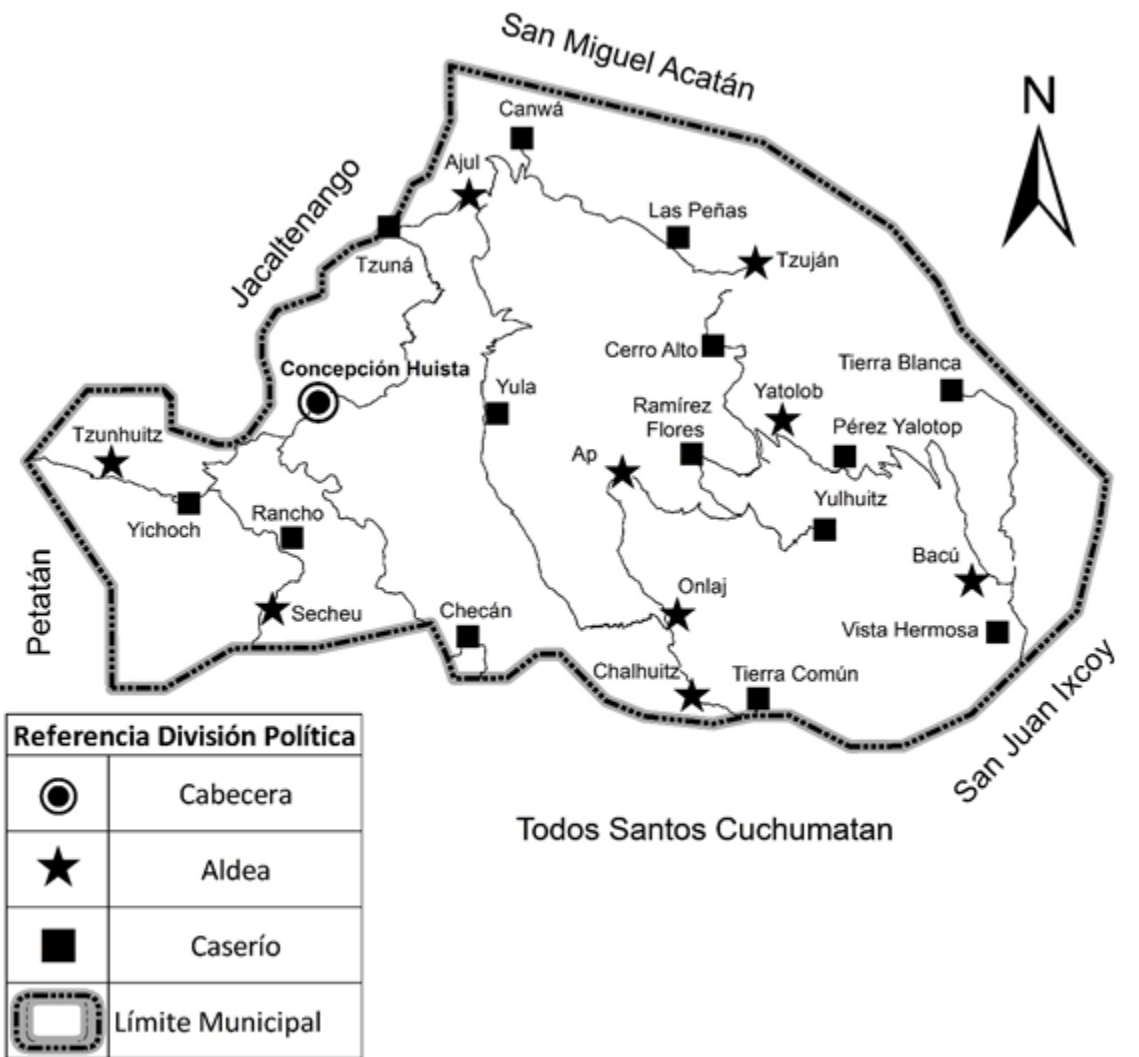 San Miguel Acatán
N
Canwá
Ajul
Jacaltenango
Las Peñas
Tzuján
Tzuná
Cerro Alto
Tierra Blanca
Concepción Huista
Yula
Yatolob
Ramírez
Flores
Pérez Yalotop
Tzunhuitz
Ap
Yulhuitz
Yichoch
Rancho
Bacú
Petatán
Secheu
Checán
Onlaj
Vista Hermosa
Chalhuitz
Tierra Común
San Juan Ixcoy
Todos Santos Cuchumatan
Referencia División Política
Cabecera
Aldea
Caserío
Límite Municipal